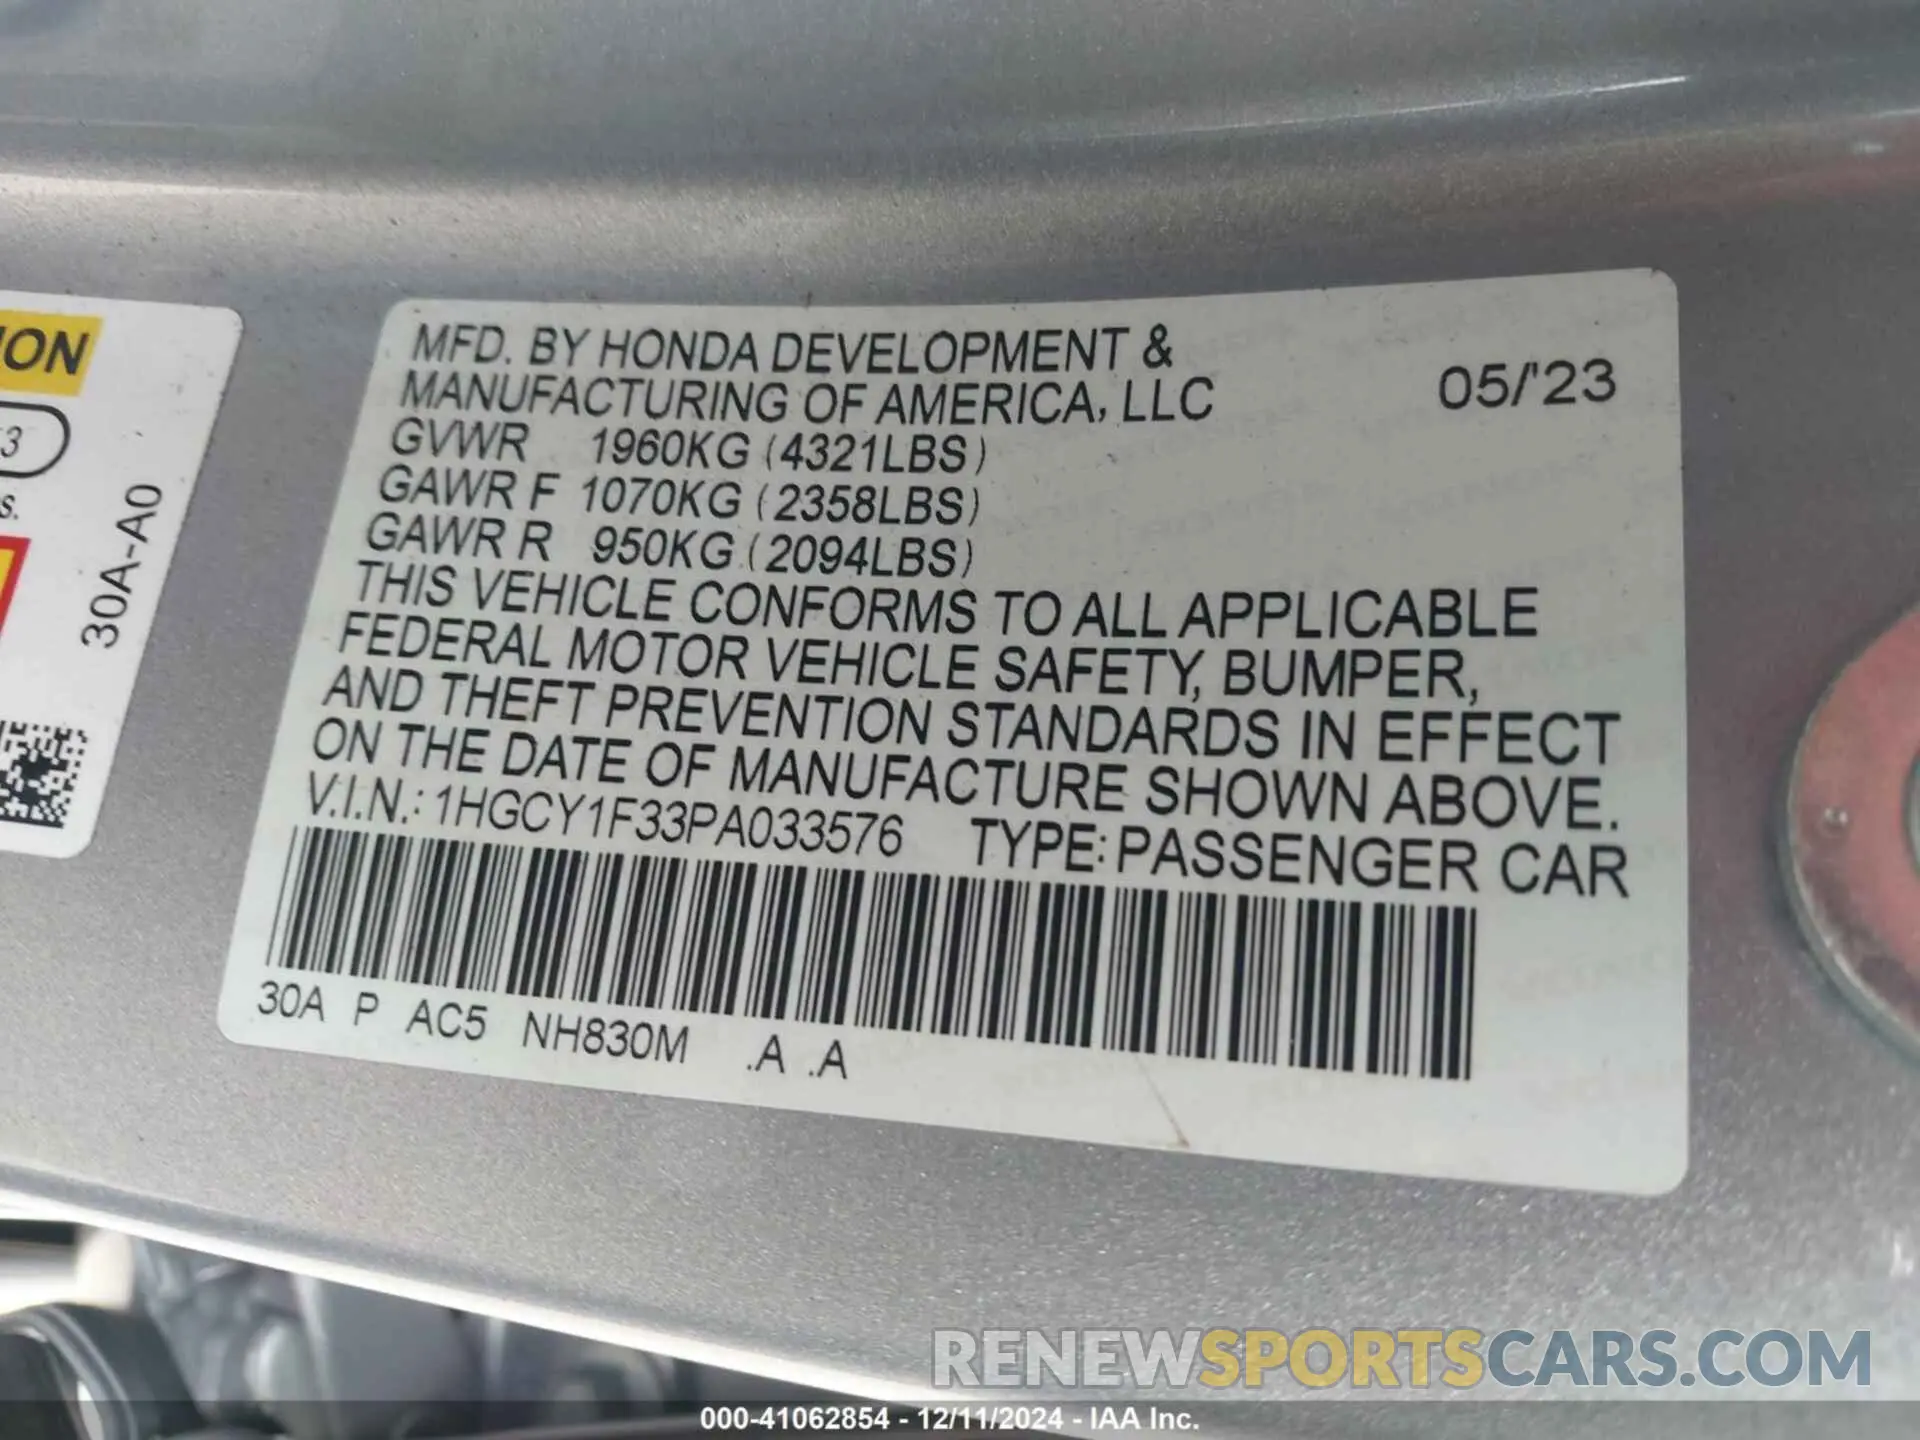 ION
3
s.
30A-A0
MFD. BY HONDA DEVELOPMENT &
MANUFACTURING OF AMERICA, LLC
05/'23
GVWR 1960KG (4321LBS)
GAWR F 1070KG (2358LBS)
GAWR R 950KG (2094LBS)
THIS VEHICLE CONFORMS TO ALL APPLICABLE
FEDERAL MOTOR VEHICLE SAFETY, BUMPER,
AND THEFT PREVENTION STANDARDS IN EFFECT
ON THE DATE OF MANUFACTURE SHOWN ABOVE.
V.I.N.: 1HGCY1F33PA033576 TYPE: PASSENGER CAR
30A P AC5 NH830M .A .A
RENEWSPORTSCARS.COM
000-41062854 - 12/11/2024 - IAA Inc.